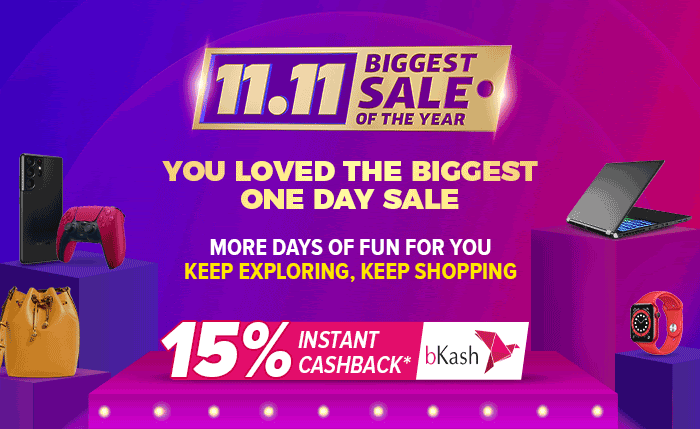 11.11 BIGGEST
SALE
OF THE YEAR
YOU LOVED THE BIGGEST
ONE DAY SALE
MORE DAYS OF FUN FOR YOU
KEEP EXPLORING, KEEP SHOPPING
15% INSTANT
CASHBACK*
bKash